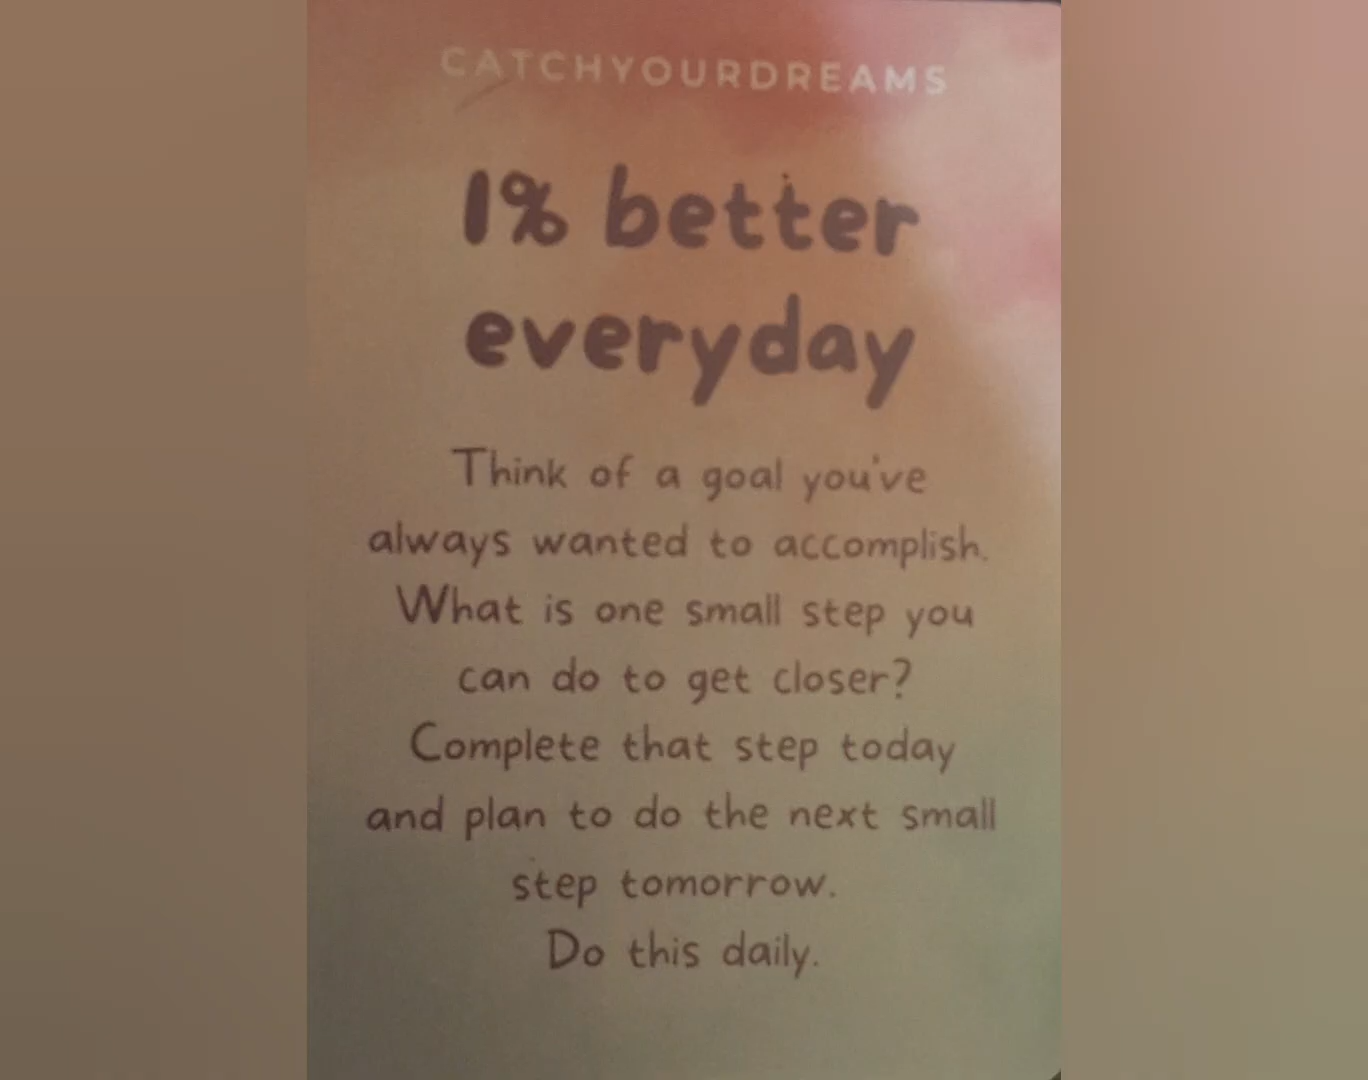 CATCHYOURDREAMS
1% better
everyday
Think of a goal you've
always wanted to accomplish.
What is one small step you
can do to get closer?
Complete that step today
and plan to do the next small
step tomorrow.
Do this daily.